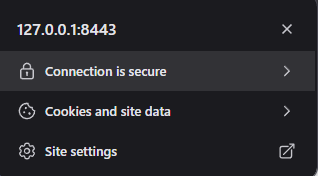 127.0.0.1:8443
Connection is secure
Cookies and site data
Site settings